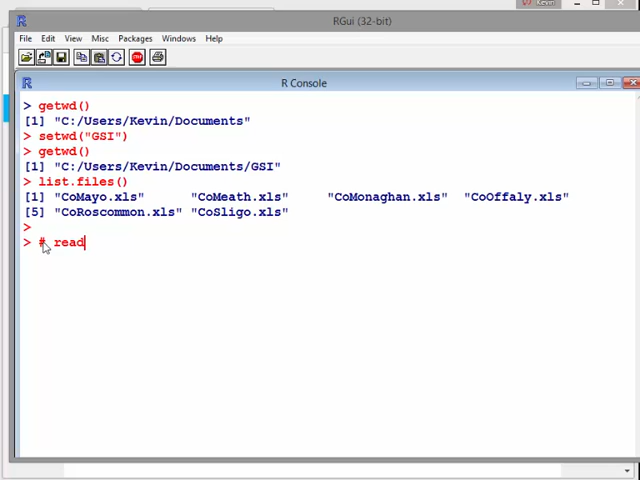 Kevin
RGui (32-bit)
File Edit View Misc Packages Windows Help
STOP
R Console
> getwd()
[1] "C:/Users/Kevin/Documents"
> setwd("GSI")
> getwd()
[1] "C:/Users/Kevin/Documents/GSI"
> list.files()
[1] "CoMayo.xls" "CoMeath.xls" "CoMonaghan.xls" "CoOffaly.xls"
[5] "CoRoscommon.xls" "CoSligo.xls"
>
> # read